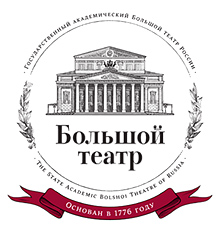 · Государственный академический Большой театр России ·
Большой
театр
The State Academic Bolshoi Theatre of Russia
Основан в 1776 году